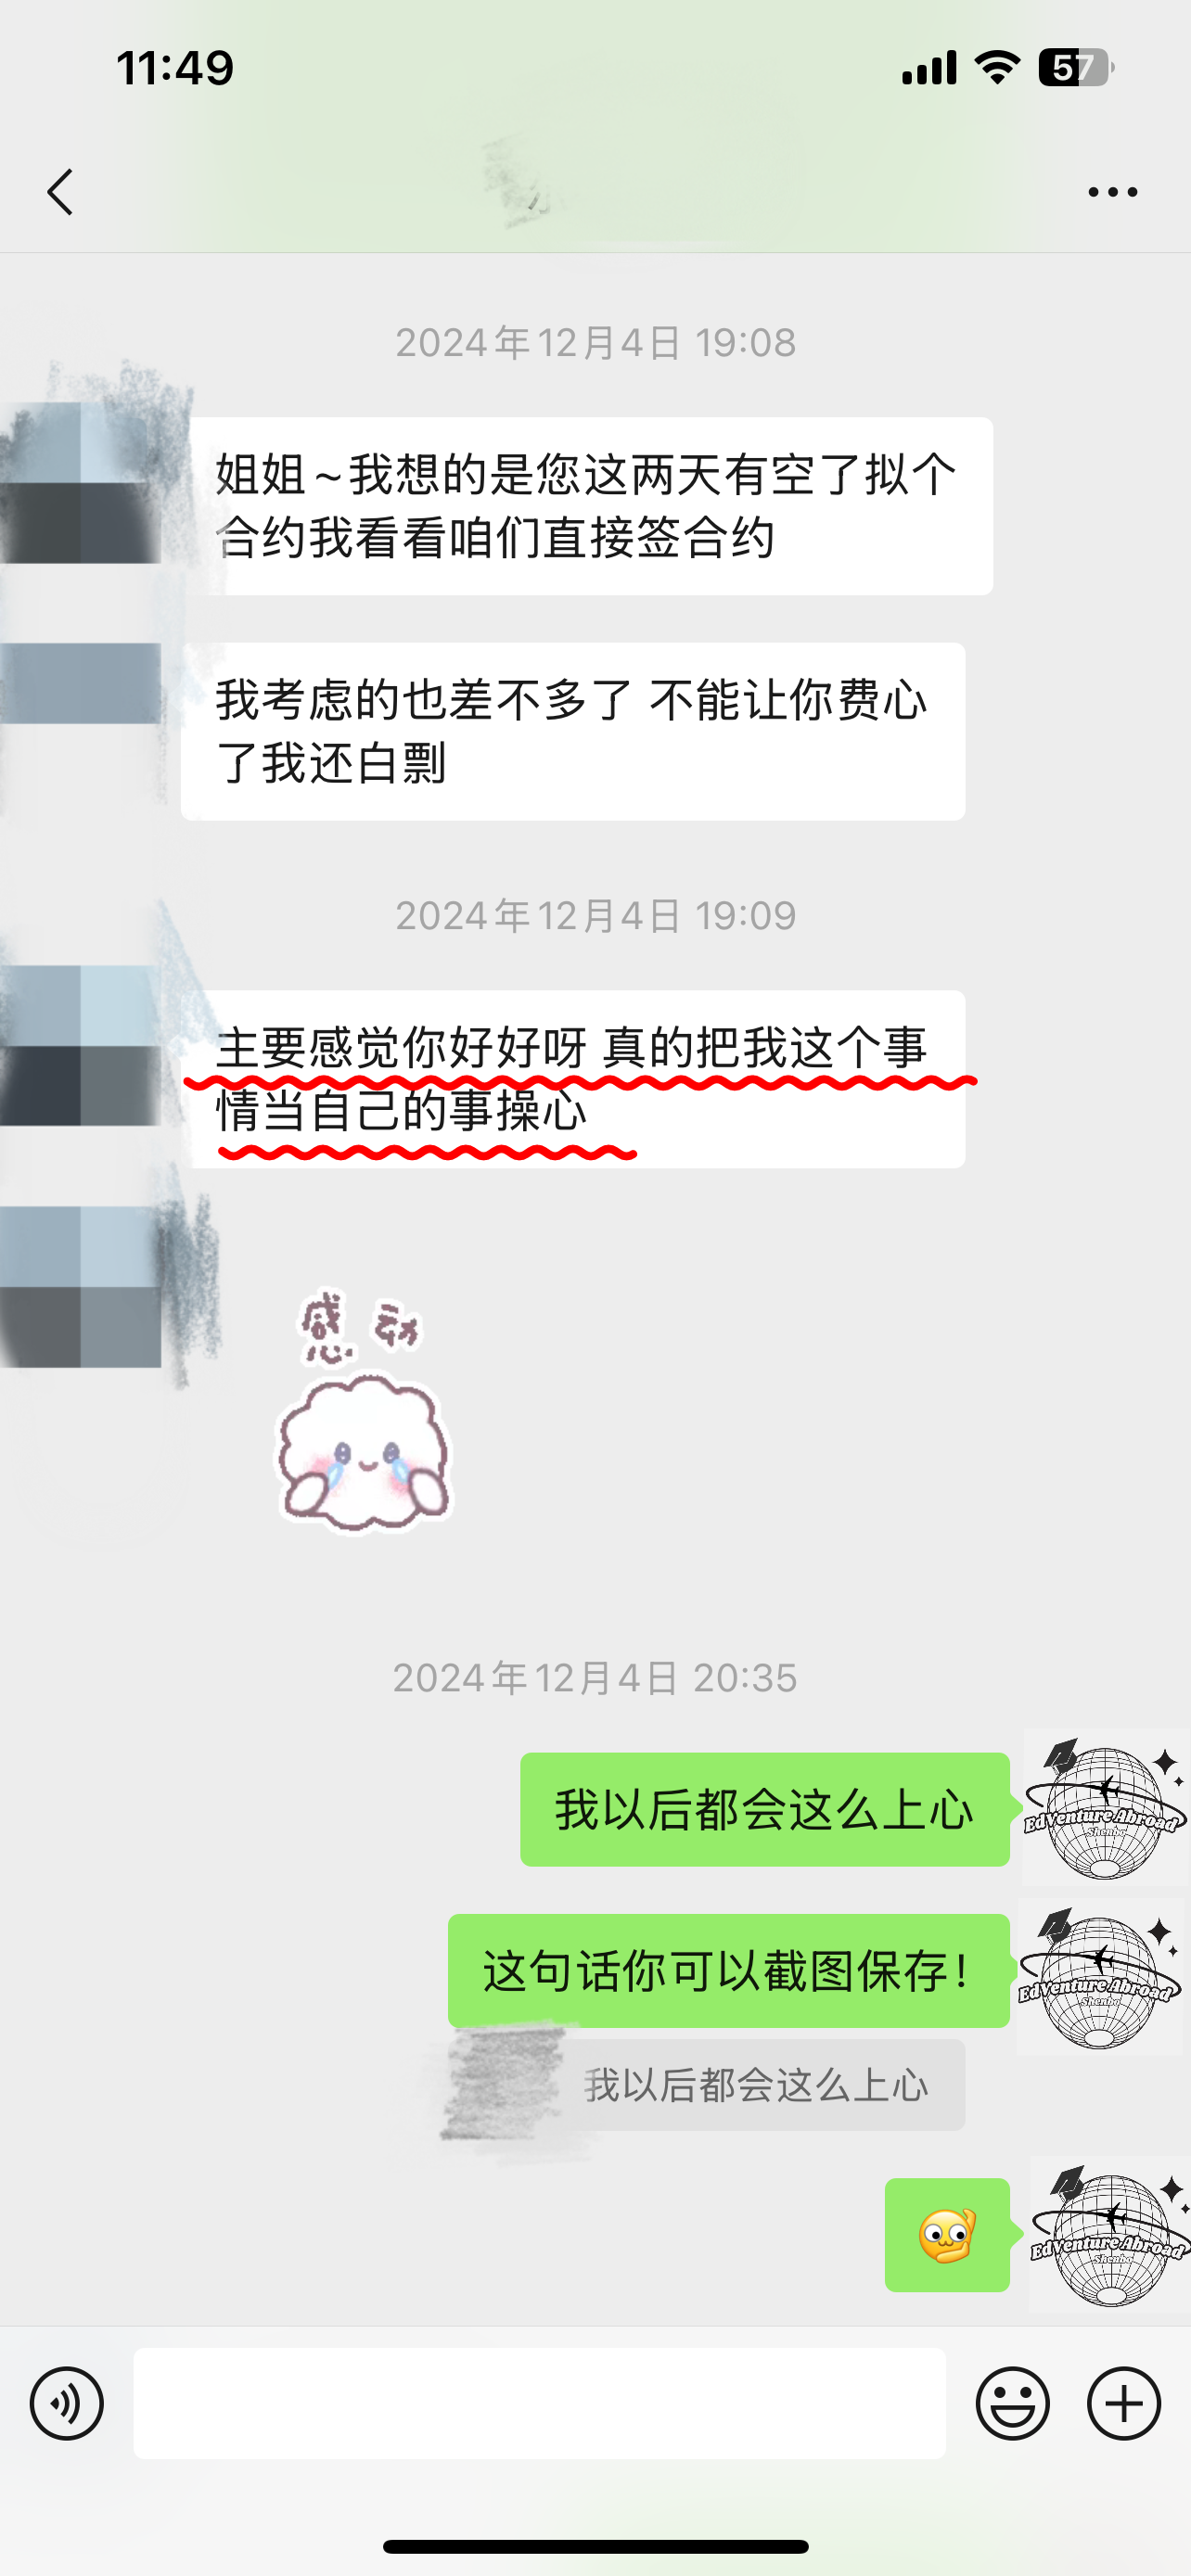 11:49
57
2024年12月4日 19:08
姐姐~我想的是您这两天有空了拟个
合约我看看咱们直接签合约
我考虑的也差不多了 不能让你费心
了我还白剽
2024年12月4日 19:09
主要感觉你好好呀 真的把我这个事
情当自己的事操心
感动
2024年12月4日 20:35
我以后都会这么上心
EdVenture Abroad
Shenbo
这句话你可以截图保存!
EdVenture Abroad
Shenbo
我以后都会这么上心
EdVenture Abroad
Shenbo